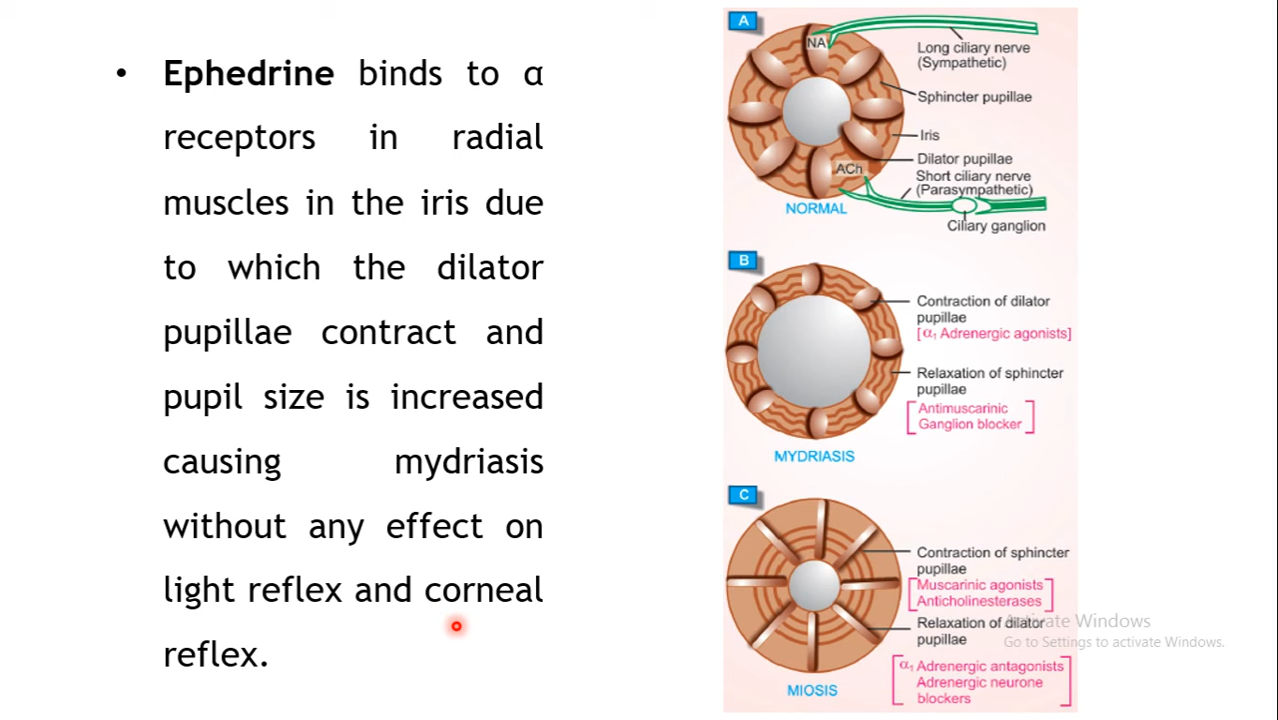 • Ephedrine binds to α
receptors in radial
muscles in the iris due
to which the dilator
pupillae contract and
pupil size is increased
causing mydriasis
without any effect on
light reflex and corneal
reflex.
A
NA
Long ciliary nerve
(Sympathetic)
Sphincter pupillae
Iris
Dilator pupillae
ACh
Short ciliary nerve
(Parasympathetic)
NORMAL
Ciliary ganglion
B
Contraction of dilator
pupillae
[α₁ Adrenergic agonists]
Relaxation of sphincter
pupillae
Antimuscarinic
Ganglion blocker
MYDRIASIS
C
Contraction of sphincter
pupillae
Muscarinic agonists
Anticholinesterases
Relaxation of dilator
pupillae
α₁ Adrenergic antagonists
Adrenergic neurone
blockers
MIOSIS
Activate Windows
Go to Settings to activate Windows.